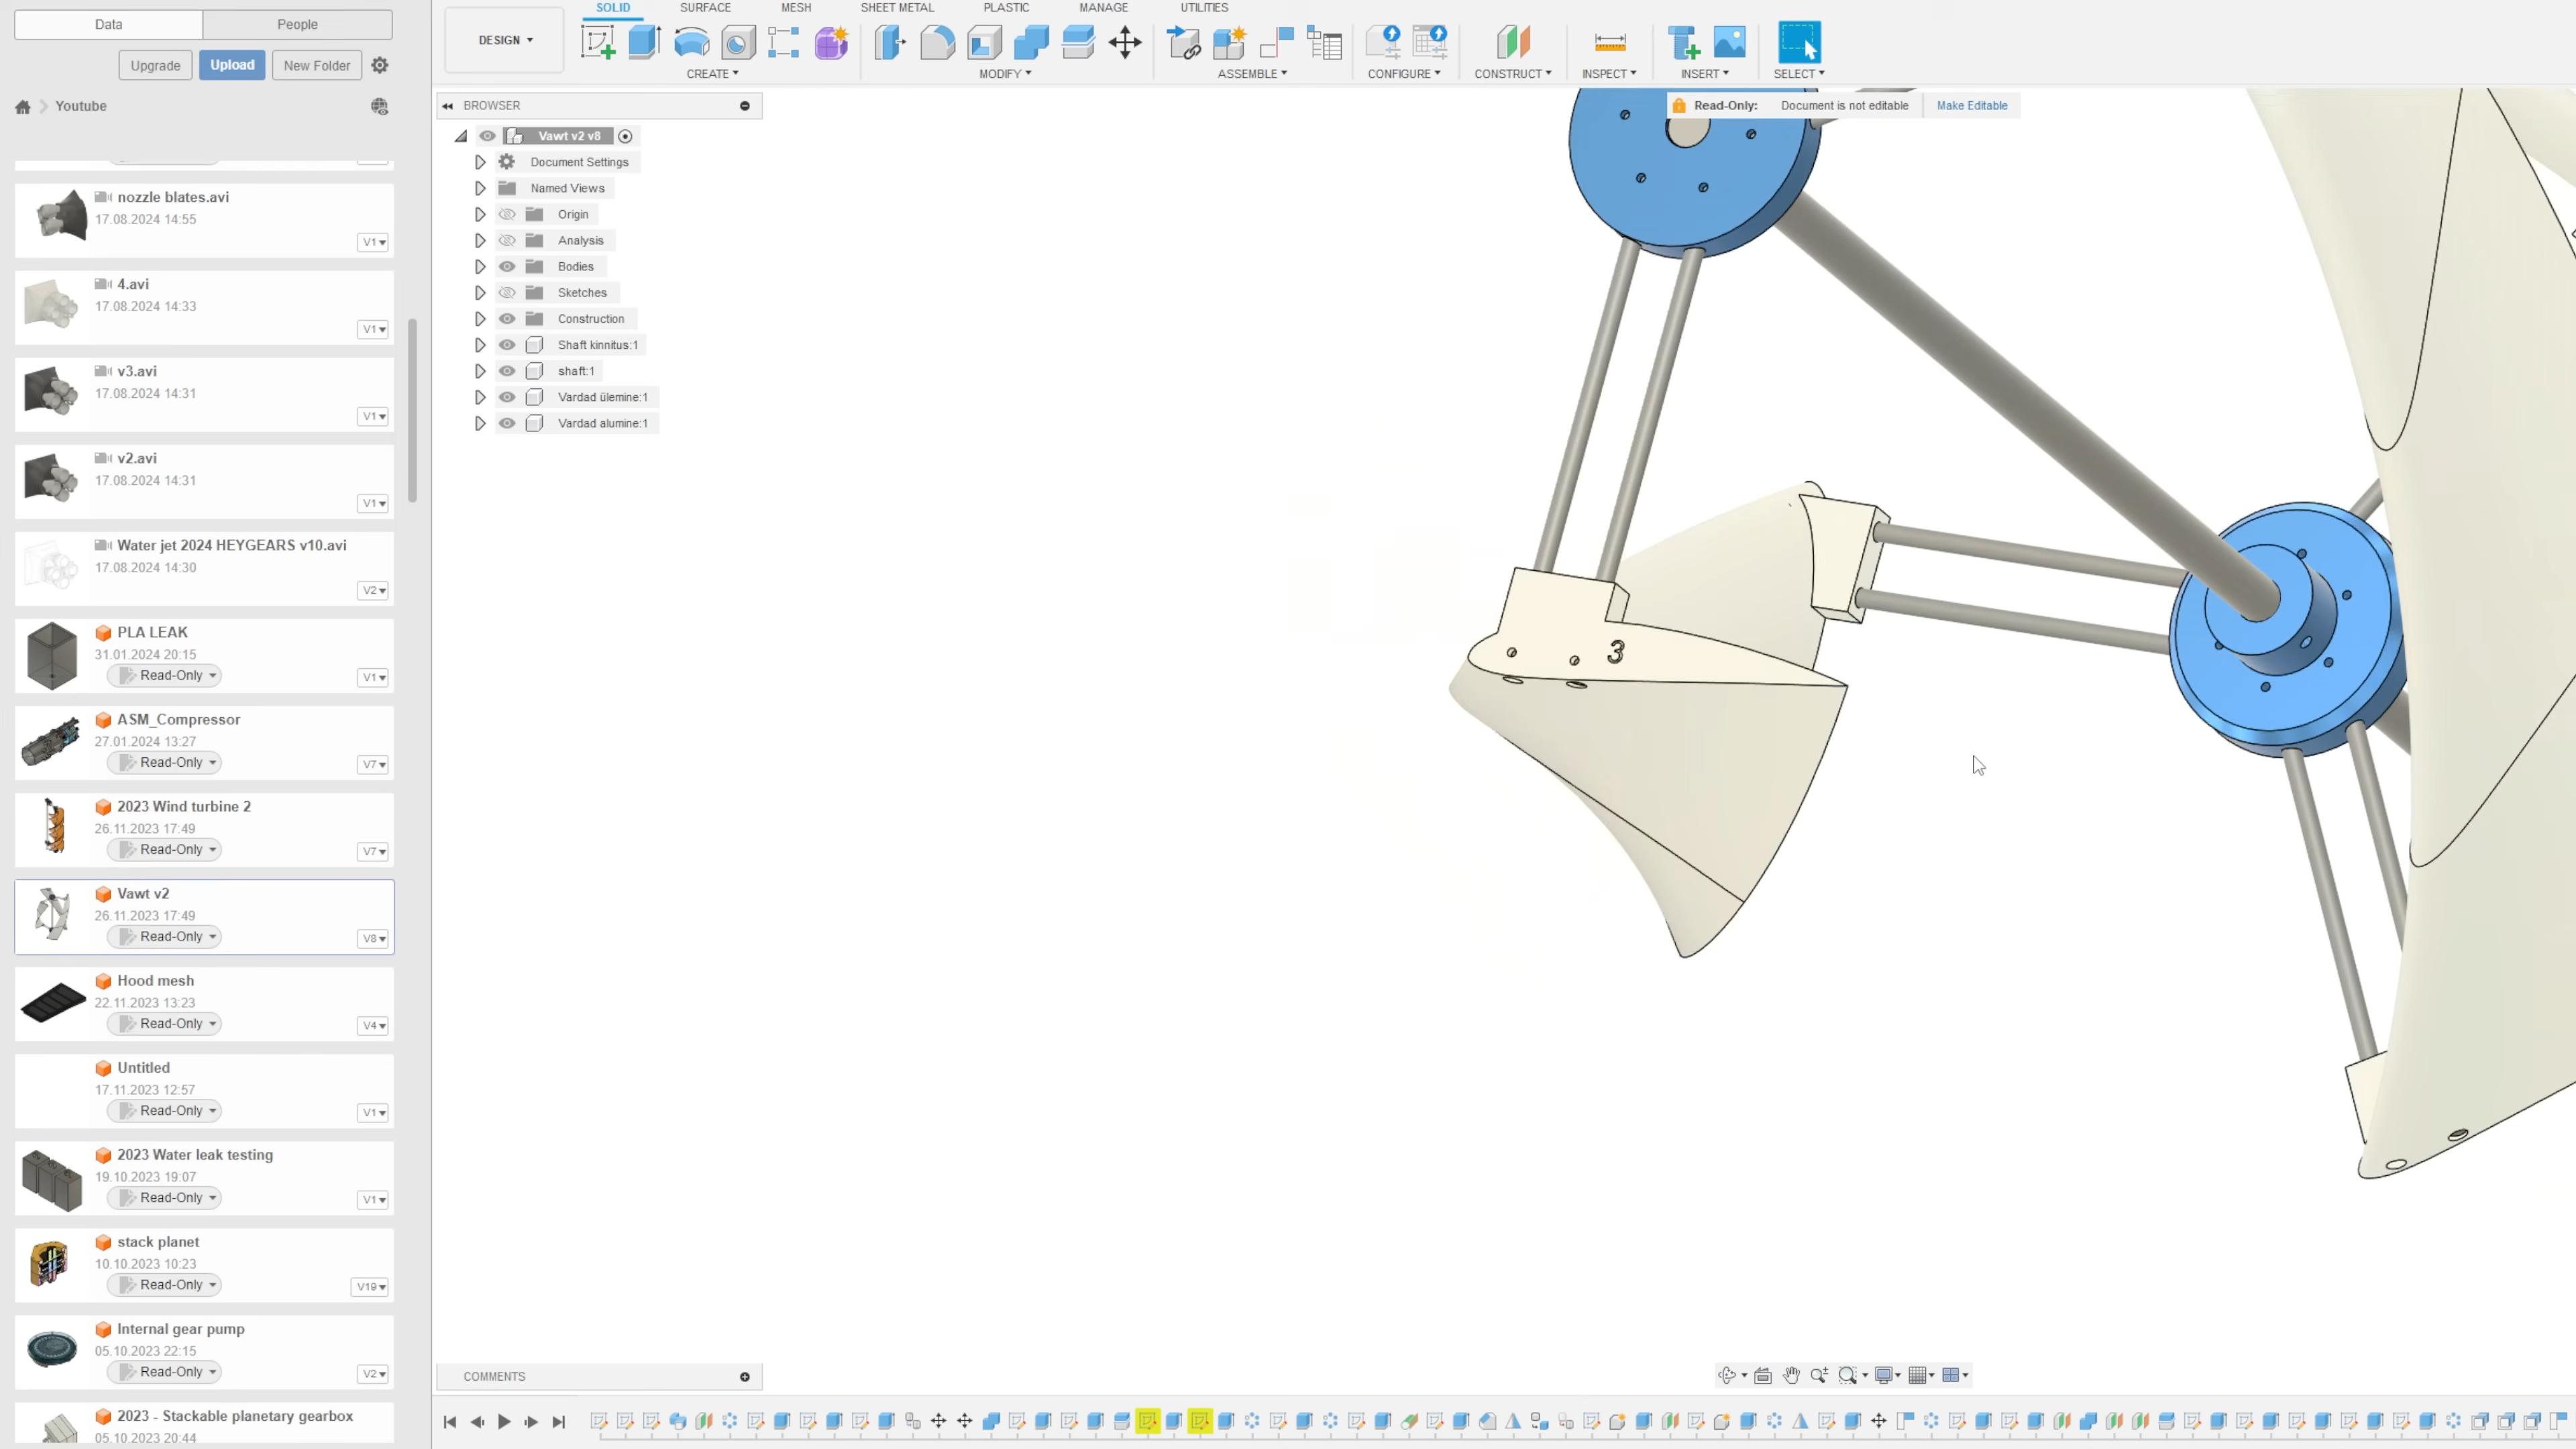 Data
People
Upgrade
Upload
New Folder
Youtube
nozzle blates.avi
17.08.2024 14:55
V1
4.avi
17.08.2024 14:33
V1
v3.avi
17.08.2024 14:31
V1
v2.avi
17.08.2024 14:31
V1
Water jet 2024 HEYGEARS v10.avi
17.08.2024 14:30
V2
PLA LEAK
31.01.2024 20:15
Read-Only
V1
ASM_Compressor
27.01.2024 13:27
Read-Only
V7
2023 Wind turbine 2
26.11.2023 17:49
Read-Only
V7
Vawt v2
26.11.2023 17:49
Read-Only
V8
Hood mesh
22.11.2023 13:23
Read-Only
V4
Untitled
17.11.2023 12:57
Read-Only
V1
2023 Water leak testing
19.10.2023 19:07
Read-Only
V1
stack planet
10.10.2023 10:23
Read-Only
V19
Internal gear pump
05.10.2023 22:15
Read-Only
V2
2023 - Stackable planetary gearbox
05.10.2023 20:44
DESIGN
SOLID
SURFACE
MESH
SHEET METAL
PLASTIC
MANAGE
UTILITIES
CREATE
MODIFY
ASSEMBLE
CONFIGURE
CONSTRUCT
INSPECT
INSERT
SELECT
BROWSER
Vawt v2 v8
Document Settings
Named Views
Origin
Analysis
Bodies
Sketches
Construction
Shaft kinnitus:1
shaft:1
Vardad ülemine:1
Vardad alumine:1
Read-Only: Document is not editable Make Editable
3
COMMENTS